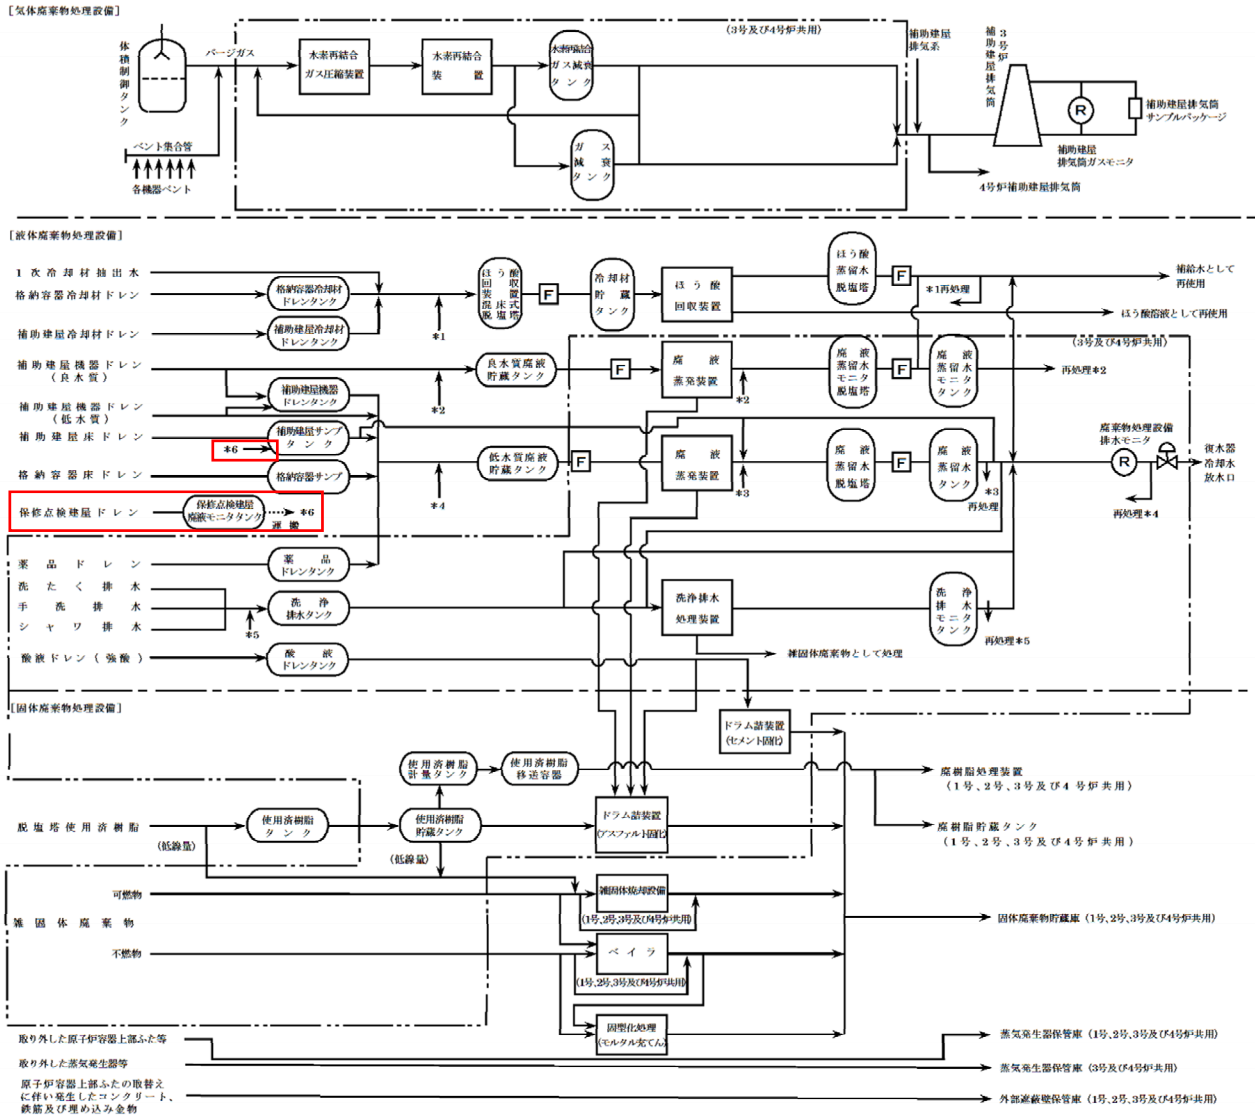 [気体廃棄物処理設備]
体積制御タンク
パージガス
水素再結合
ガス圧縮装置
水素再結合
装置
水素再結合
ガス減衰
タンク
(3号及び4号炉共用)
補助建屋
排気系
3号炉
補助建屋排気筒
R
補助建屋排気筒
サンプルパッケージ
補助建屋
排気筒ガスモニタ
ベント集合管
各機器ベント
ガス
減衰
タンク
4号炉補助建屋排気筒
[液体廃棄物処理設備]
1次冷却材抽出水
格納容器冷却材ドレン
格納容器冷却材
ドレンタンク
補助建屋冷却材ドレン
補助建屋冷却材
ドレンタンク
*1
ほう酸
回収
装置
混床式
脱塩塔
F
冷却材
貯蔵
タンク
ほう酸
回収装置
ほう酸
蒸留水
脱塩塔
F
*1再処理
補給水として
再使用
ほう酸溶液として再使用
(3号及び4号炉共用)
補助建屋機器ドレン
(良水質)
補助建屋機器
ドレンタンク
*2
良水質廃液
貯蔵タンク
F
廃液
蒸発装置
*2
廃液
蒸留水
モニタ
脱塩塔
F
廃液
蒸留水
モニタ
タンク
再処理*2
補助建屋機器ドレン
(低水質)
補助建屋床ドレン
補助建屋サンプ
タンク
*6
格納容器床ドレン
格納容器サンプ
*4
低水質廃液
貯蔵タンク
F
廃液
蒸発装置
*3
廃液
蒸留水
脱塩塔
F
廃液
蒸留水
タンク
*3
再処理
廃棄物処理設備
排水モニタ
R
再処理*4
復水器
冷却水
放水口
保修点検建屋ドレン
保修点検建屋
廃液モニタタンク
運搬
*6
薬品ドレン
薬品
ドレンタンク
洗たく排水
手洗排水
シャワ排水
*5
洗浄
排水タンク
洗浄排水
処理装置
洗浄
排水
モニタ
タンク
再処理*5
雑固体廃棄物として処理
酸液ドレン(強酸)
酸液
ドレンタンク
[固体廃棄物処理設備]
ドラム詰装置
(セメント固化)
使用済樹脂
計量タンク
使用済樹脂
移送容器
廃樹脂処理装置
(1号、2号、3号及び4号炉共用)
脱塩塔使用済樹脂
(低線量)
使用済樹脂
タンク
使用済樹脂
貯蔵タンク
(低線量)
ドラム詰装置
(アスファルト固化)
廃樹脂貯蔵タンク
(1号、2号、3号及び4号炉共用)
雑固体廃棄物
可燃物
雑固体焼却設備
(1号、2号、3号及び4号炉共用)
固体廃棄物貯蔵庫(1号、2号、3号及び4号炉共用)
不燃物
ベイラ
(1号、2号、3号及び4号炉共用)
固型化処理
(モルタル充てん)
取り外した原子炉容器上部ふた等
蒸気発生器保管庫(1号、2号、3号及び4号炉共用)
取り外した蒸気発生器等
蒸気発生器保管庫(3号及び4号炉共用)
原子炉容器上部ふたの取替え
に伴い発生したコンクリート、
鉄筋及び埋め込み金物
外部遮蔽壁保管庫(1号、2号、3号及び4号炉共用)